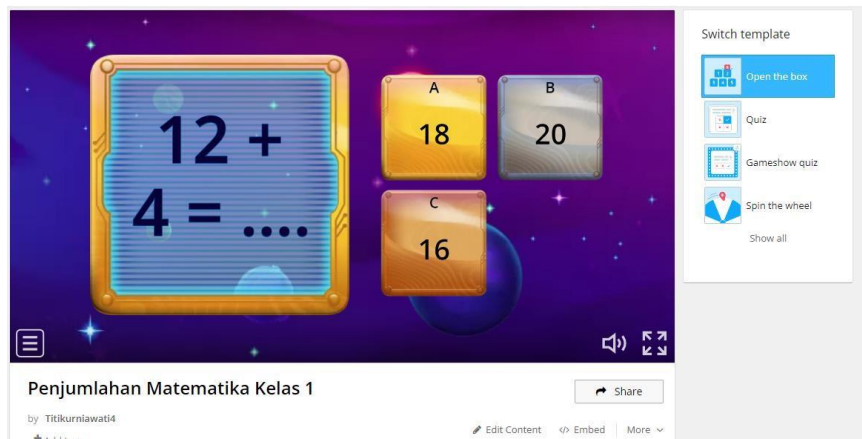 12 +
4 = ....
A
18
B
20
C
16
Switch template
Open the box
Quiz
Gameshow quiz
Spin the wheel
Show all
Penjumlahan Matematika Kelas 1
Share
by Titikurniawati4
Edit Content
</> Embed
More